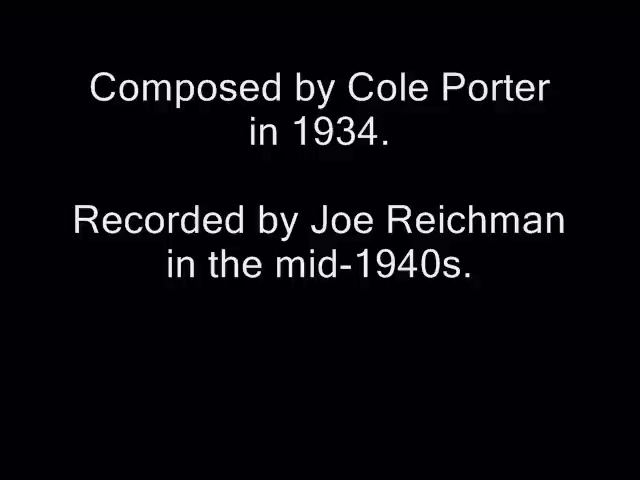 Composed by Cole Porter
in 1934.
Recorded by Joe Reichman
in the mid-1940s.